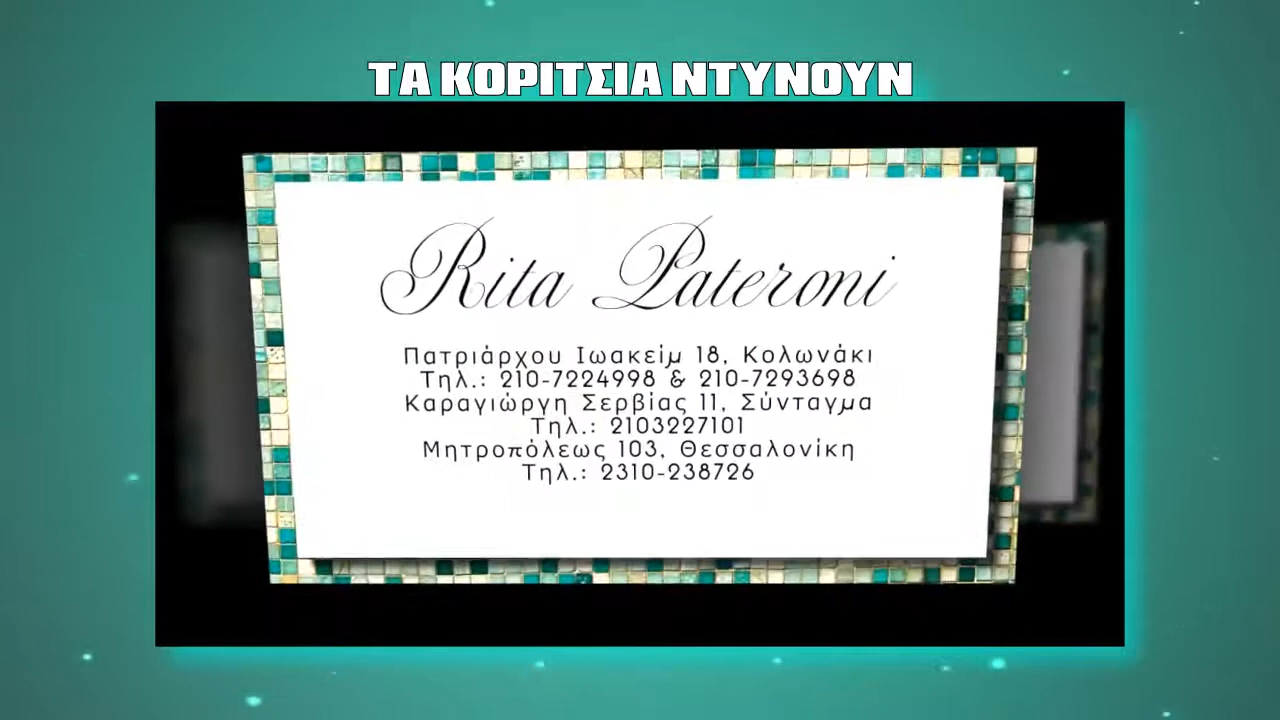 ΤΑ ΚΟΡΙΤΣΙΑ ΝΤΥΝΟΥΝ
Rita Pateroni
Πατριάρχου Ιωακείμ 18, Κολωνάκι
Τηλ.: 210-7224998 & 210-7293698
Καραγιώργη Σερβίας 11, Σύνταγμα
Τηλ.: 2103227101
Μητροπόλεως 103, Θεσσαλονίκη
Τηλ.: 2310-238726